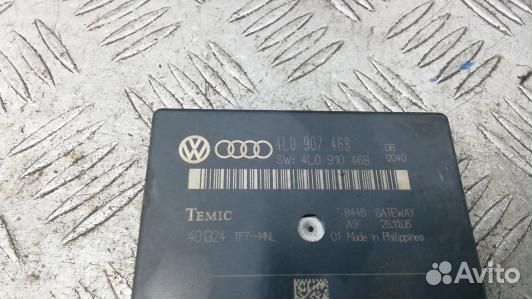 4L0 907 468 06
SW: 4L0 910 468 0040
TEMIC 8448 GATEWAY
401324 TF7-MNL A9 28.11.06
01 Made in Philippines
Avito